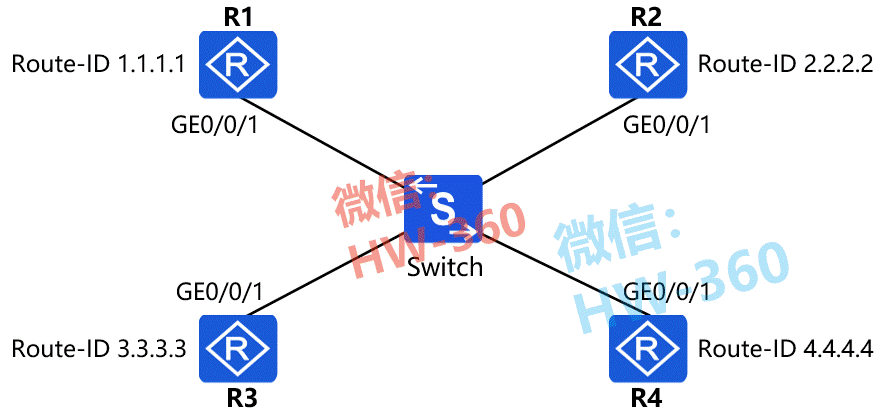 R1
R2
Route-ID 1.1.1.1
R
R
Route-ID 2.2.2.2
GE0/0/1
GE0/0/1
微信:
HW-360
S
微信:
HW-360
Switch
GE0/0/1
GE0/0/1
Route-ID 3.3.3.3
R
R
Route-ID 4.4.4.4
R3
R4